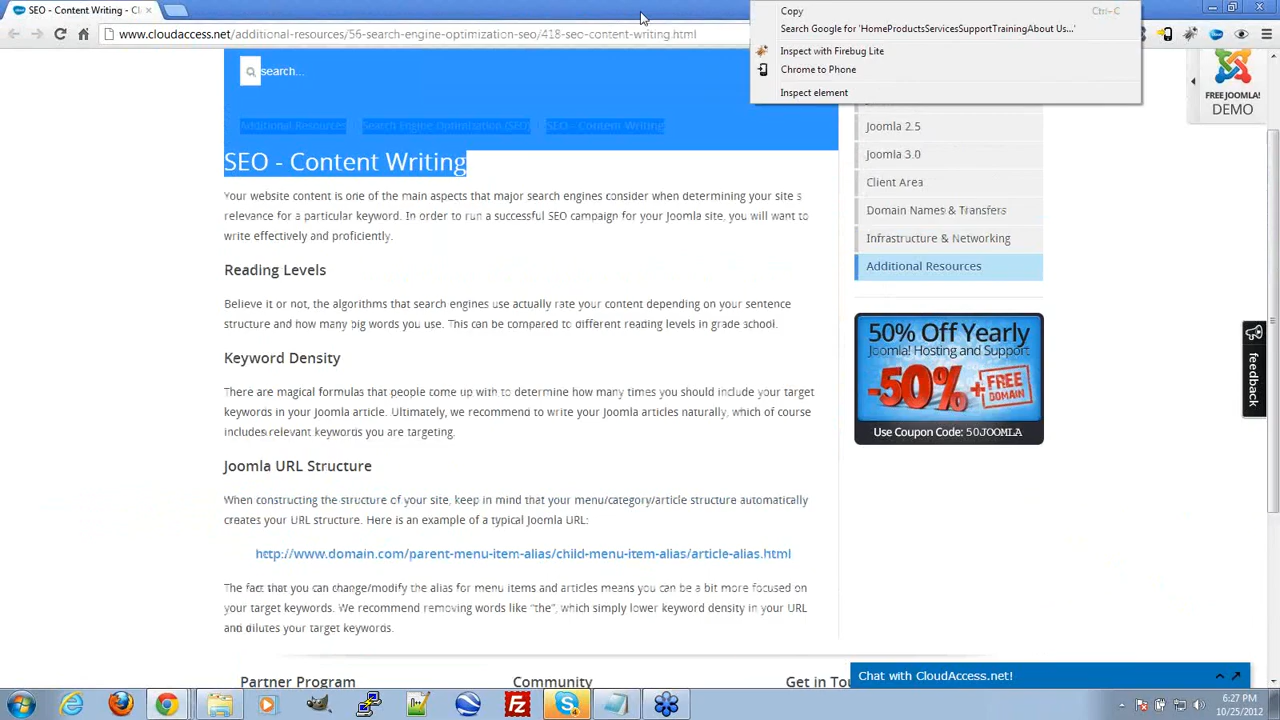 SEO - Content Writing - Cl
www.cloudaccess.net/additional-resources/56-search-engine-optimization-seo/418-seo-content-writing.html
Copy Ctrl-C
Search Google for 'HomeProductsServicesSupportTrainingAbout Us...'
Inspect with Firebug Lite
Chrome to Phone
Inspect element
FREE JOOMLA!
DEMO
search...
Additional Resources Search Engine Optimization (SEO) SEO - Content Writing
SEO - Content Writing
Your website content is one of the main aspects that major search engines consider when determining your site s
relevance for a particular keyword. In order to run a successful SEO campaign for your Joomla site, you will want to
write effectively and proficiently.
Reading Levels
Believe it or not, the algorithms that search engines use actually rate your content depending on your sentence
structure and how many big words you use. This can be compared to different reading levels in grade school.
Keyword Density
There are magical formulas that people come up with to determine how many times you should include your target
keywords in your Joomla article. Ultimately, we recommend to write your Joomla articles naturally, which of course
includes relevant keywords you are targeting.
Joomla URL Structure
When constructing the structure of your site, keep in mind that your menu/category/article structure automatically
creates your URL structure. Here is an example of a typical Joomla URL:
http://www.domain.com/parent-menu-item-alias/child-menu-item-alias/article-alias.html
The fact that you can change/modify the alias for menu items and articles means you can be a bit more focused on
your target keywords. We recommend removing words like "the", which simply lower keyword density in your URL
and dilutes your target keywords.
Joomla 2.5
Joomla 3.0
Client Area
Domain Names & Transfers
Infrastructure & Networking
Additional Resources
50% Off Yearly
Joomla! Hosting and Support
-50% + FREE DOMAIN
Use Coupon Code: 50JOOMLA
feedback
Partner Program Community Get in Tou
Chat with CloudAccess.net!
6:27 PM
10/25/2012